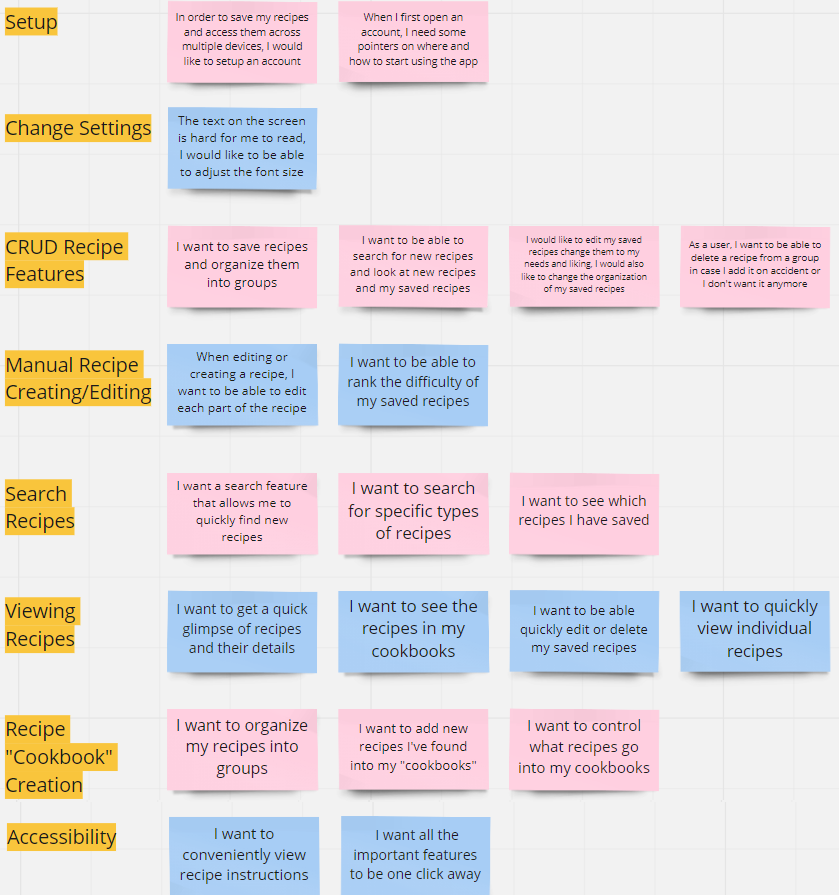 Setup
In order to save my recipes
and access them across
multiple devices, I would
like to setup an account
When I first open an
account, I need some
pointers on where and
how to start using the app
Change Settings
The text on the screen
is hard for me to read,
I would like to be able
to adjust the font size
CRUD Recipe
Features
I want to save recipes
and organize them
into groups
I want to be able to
search for new recipes
and look at new recipes
and my saved recipes
I would like to edit my saved
recipes change them to my
needs and liking. I would also
like to change the organization
of my saved recipes
As a user, I want to be able to
delete a recipe from a group
in case I add it on accident or
I don't want it anymore
Manual Recipe
Creating/Editing
When editing or
creating a recipe, I
want to be able to edit
each part of the recipe
I want to be able to
rank the difficulty of
my saved recipes
Search
Recipes
I want a search feature
that allows me to
quickly find new
recipes
I want to search
for specific types
of recipes
I want to see which
recipes I have saved
Viewing
Recipes
I want to get a quick
glimpse of recipes
and their details
I want to see the
recipes in my
cookbooks
I want to be able
quickly edit or delete
my saved recipes
I want to quickly
view individual
recipes
Recipe
"Cookbook"
Creation
I want to organize
my recipes into
groups
I want to add new
recipes I've found
into my "cookbooks"
I want to control
what recipes go
into my cookbooks
Accessibility
I want to
conveniently view
recipe instructions
I want all the
important features
to be one click away